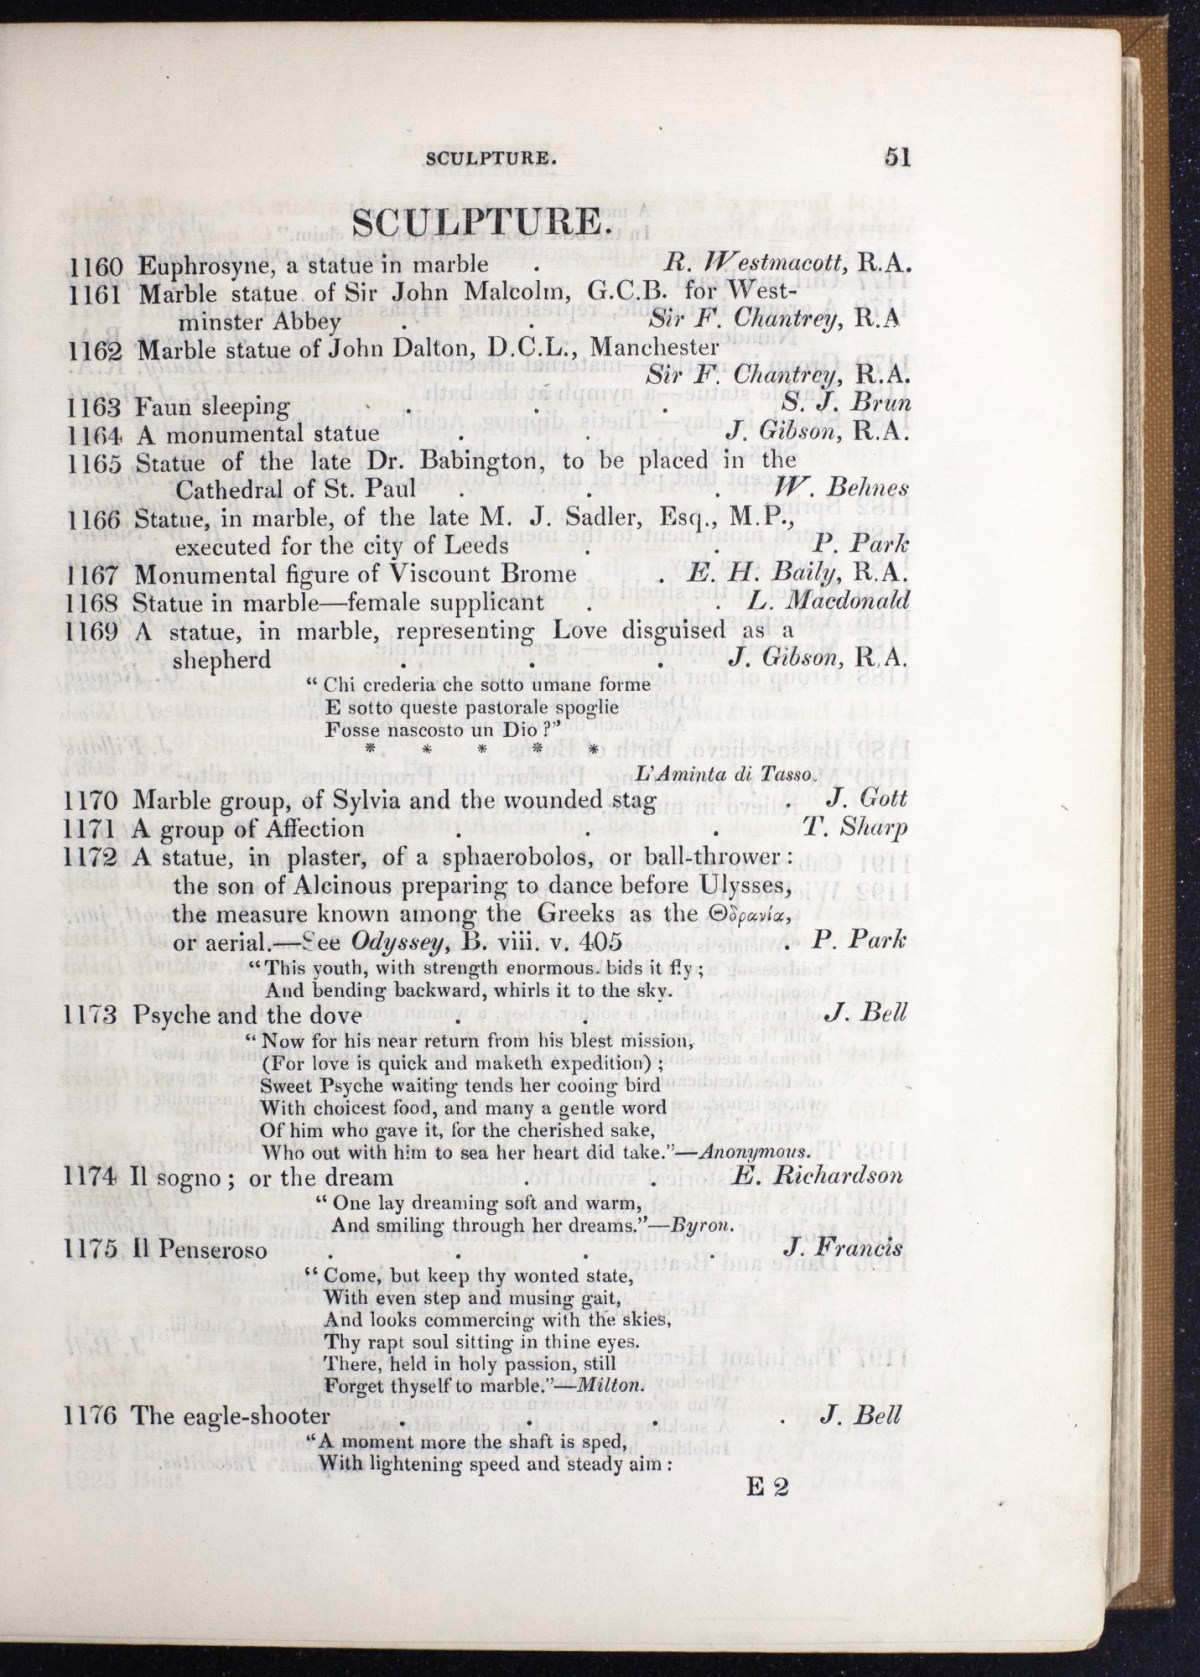 SCULPTURE. 51
SCULPTURE.
1160 Euphrosyne, a statue in marble . R. Westmacott, R.A.
1161 Marble statue of Sir John Malcolm, G.C.B. for West-
minster Abbey . . Sir F. Chantrey, R.A
1162 Marble statue of John Dalton, D.C.L., Manchester
Sir F. Chantrey, R.A.
1163 Faun sleeping . . . S. J. Brun
1164 A monumental statue . . J. Gibson, R.A.
1165 Statue of the late Dr. Babington, to be placed in the
Cathedral of St. Paul . . . W. Behnes
1166 Statue, in marble, of the late M. J. Sadler, Esq., M.P.,
executed for the city of Leeds . . P. Park
1167 Monumental figure of Viscount Brome . E. H. Baily, R.A.
1168 Statue in marble—female supplicant . . L. Macdonald
1169 A statue, in marble, representing Love disguised as a
shepherd . . . J. Gibson, R.A.
“ Chi crederia che sotto umane forme
E sotto queste pastorale spoglie
Fosse nascosto un Dio ?”
* * * * *
L'Aminta di Tasso.
1170 Marble group, of Sylvia and the wounded stag . J. Gott
1171 A group of Affection . . . T. Sharp
1172 A statue, in plaster, of a sphaerobolos, or ball-thrower :
the son of Alcinous preparing to dance before Ulysses,
the measure known among the Greeks as the Θὸρανία,
or aerial.—See Odyssey, B. viii. v. 405 . P. Park
“This youth, with strength enormous. bids it fly ;
And bending backward, whirls it to the sky.
1173 Psyche and the dove . . J. Bell
“ Now for his near return from his blest mission,
(For love is quick and maketh expedition) ;
Sweet Psyche waiting tends her cooing bird
With choicest food, and many a gentle word
Of him who gave it, for the cherished sake,
Who out with him to sea her heart did take.”—Anonymous.
1174 Il sogno ; or the dream . . E. Richardson
“ One lay dreaming soft and warm,
And smiling through her dreams.”—Byron.
1175 Il Penseroso . . . . J. Francis
“ Come, but keep thy wonted state,
With even step and musing gait,
And looks commercing with the skies,
Thy rapt soul sitting in thine eyes.
There, held in holy passion, still
Forget thyself to marble.”—Milton.
1176 The eagle-shooter . . . . J. Bell
“A moment more the shaft is sped,
With lightening speed and steady aim :
E 2